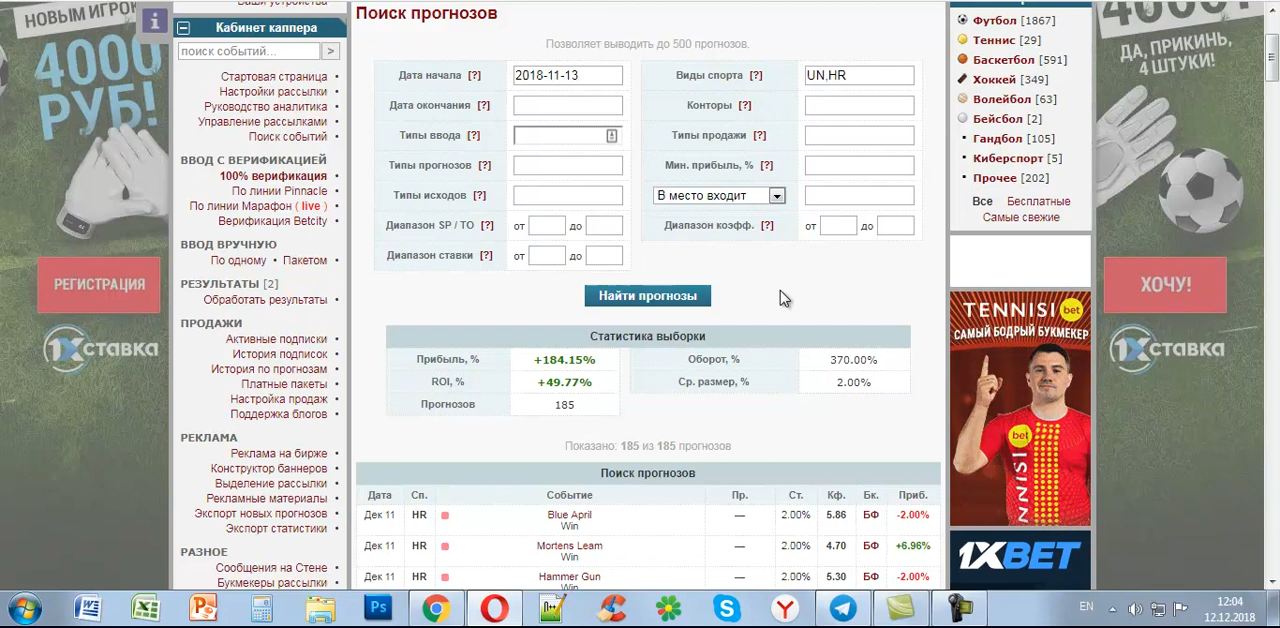 НОВЫМ ИГРОК
4000
РУБ!
РЕГИСТРАЦИЯ
1Xставка
Кабинет каппера
поиск событий...
>
Стартовая страница
Настройки рассылки
Руководство аналитика
Управление рассылками
Поиск событий
ВВОД С ВЕРИФИКАЦИЕЙ
100% верификация
По линии Pinnacle
По линии Марафон ( live )
Верификация Betcity
ВВОД ВРУЧНУЮ
По одному • Пакетом
РЕЗУЛЬТАТЫ [2]
Обработать результаты
ПРОДАЖИ
Активные подписки
История подписок
История по прогнозам
Платные пакеты
Настройка продаж
Поддержка блогов
РЕКЛАМА
Реклама на бирже
Конструктор баннеров
Выделение рассылки
Рекламные материалы
Экспорт новых прогнозов
Экспорт статистики
РАЗНОЕ
Сообщения на Стене
Букмекеры рассылки
Поиск прогнозов
Позволяет выводить до 500 прогнозов.
Дата начала [?] 2018-11-13 Виды спорта [?] UN,HR
Дата окончания [?] Конторы [?]
Типы ввода [?] Типы продажи [?]
Типы прогнозов [?] Мин. прибыль, % [?]
Типы исходов [?] В место входит
Диапазон SP / TO [?] от до Диапазон коэфф. [?] от до
Диапазон ставки [?] от до
Найти прогнозы
Статистика выборки
Прибыль, % +184.15% Оборот, % 370.00%
ROI, % +49.77% Ср. размер, % 2.00%
Прогнозов 185
Показано: 185 из 185 прогнозов
Поиск прогнозов
Дата Сп. Событие Пр. Ст. Кф. Бк. Приб.
Дек 11 HR Blue April — 2.00% 5.86 БФ -2.00%
Win
Дек 11 HR Mortens Leam — 2.00% 4.70 БФ +6.96%
Win
Дек 11 HR Hammer Gun — 2.00% 5.30 БФ -2.00%
Win
Футбол [1867]
Теннис [29]
Баскетбол [591]
Хоккей [349]
Волейбол [63]
Бейсбол [2]
Гандбол [105]
Киберспорт [5]
Прочее [202]
Все Бесплатные
Самые свежие
TENNISI bet
САМЫЙ БОДРЫЙ БУКМЕКЕР
bet
TENNISI
1XBET
ДА, ПРИКИНЬ,
4 ШТУКИ!
ХОЧУ!
1Xставка
EN
12:04
12.12.2018